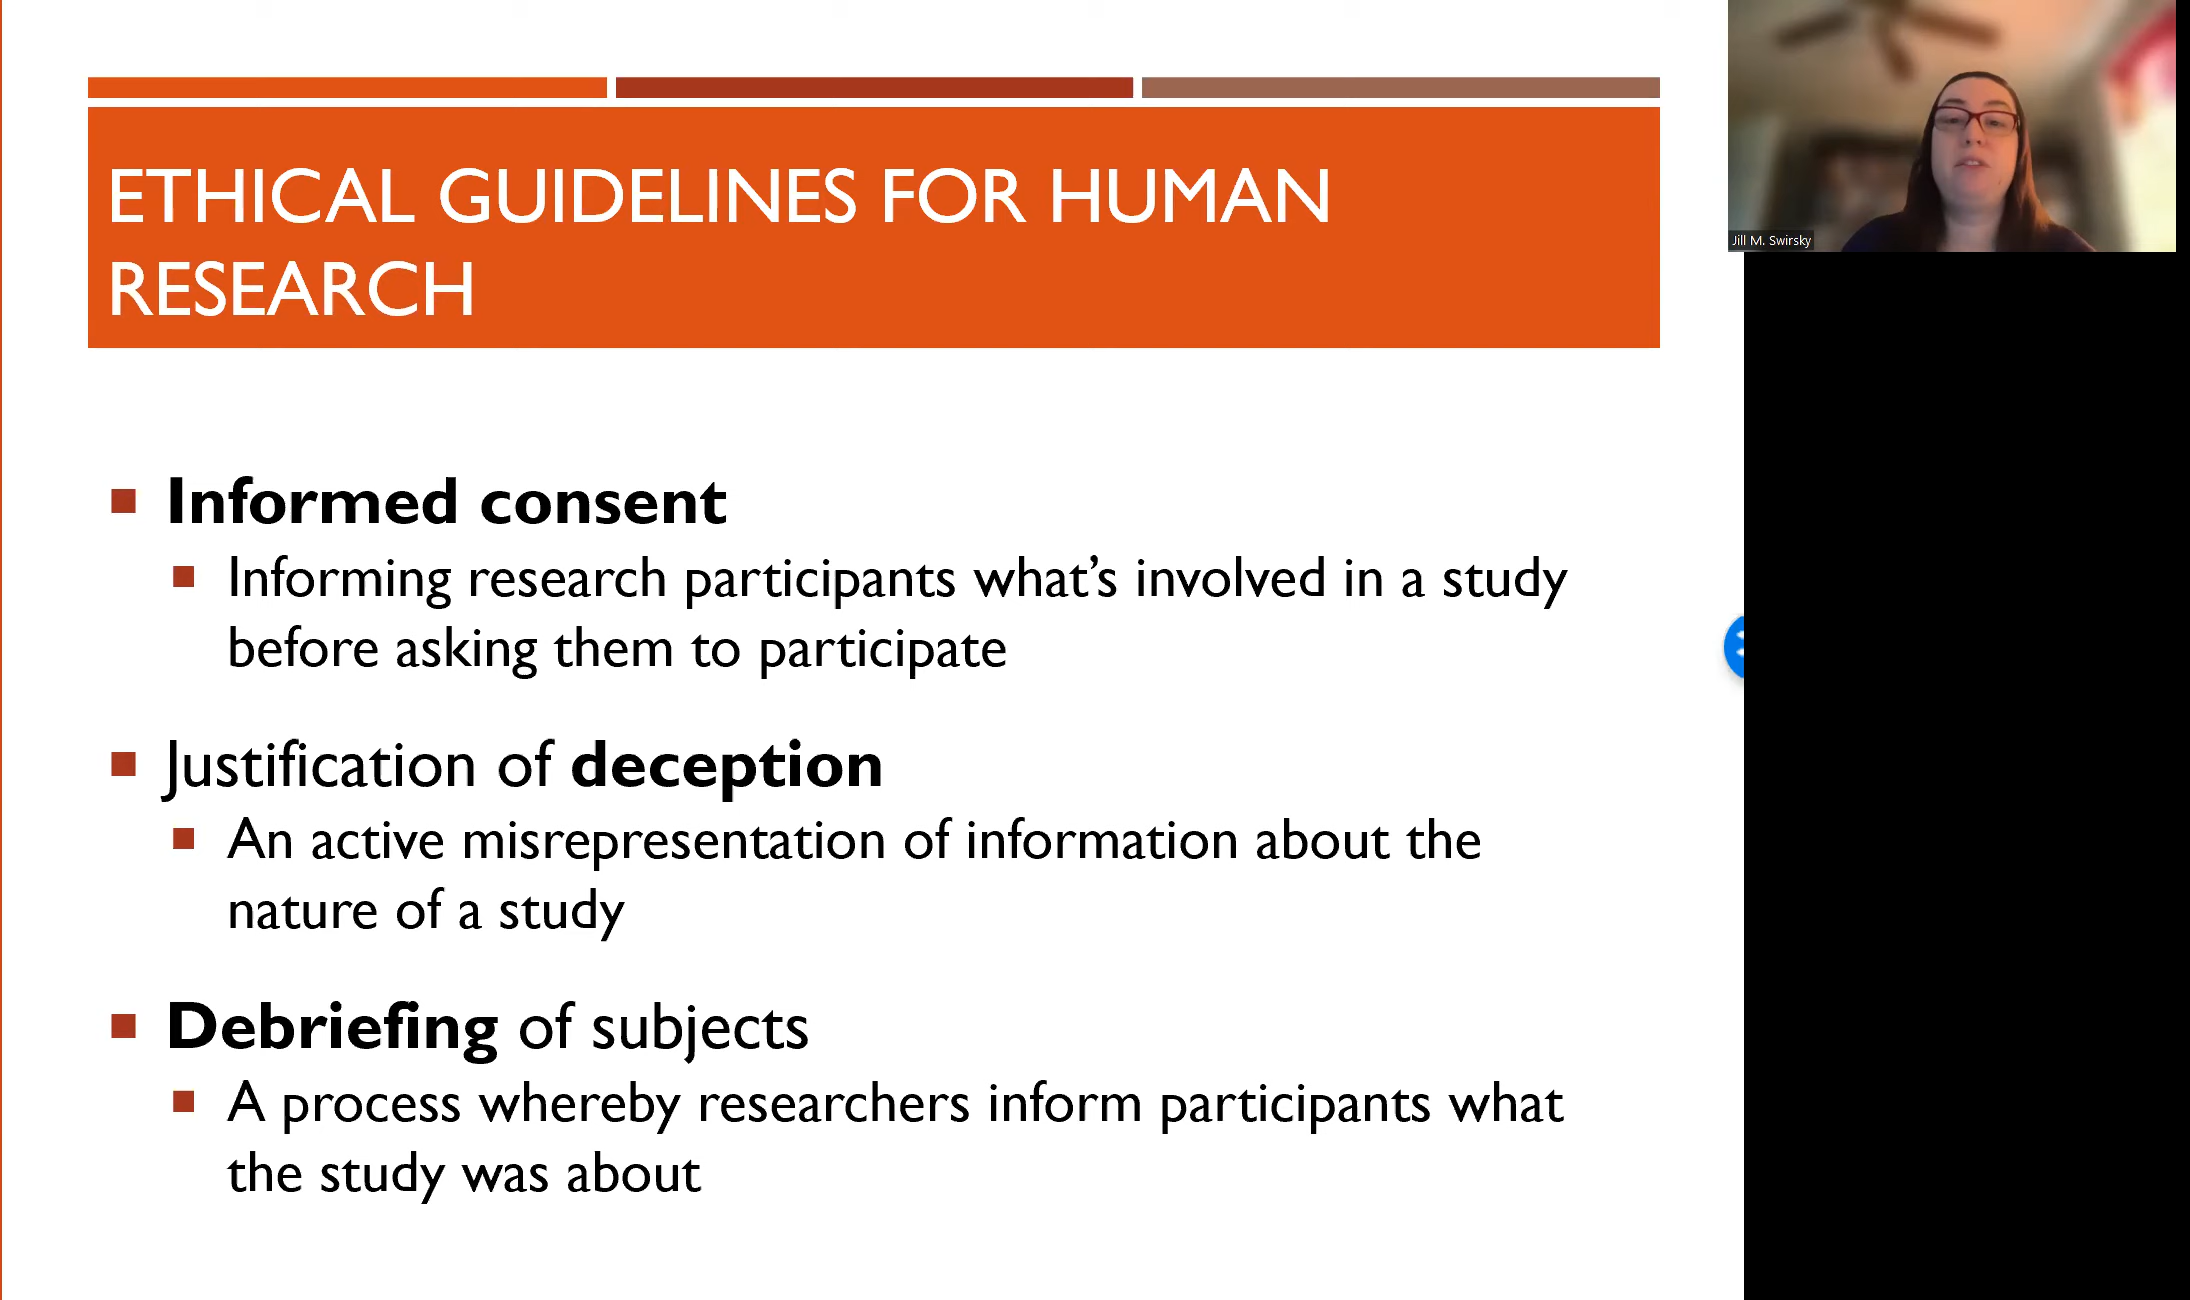 ETHICAL GUIDELINES FOR HUMAN
RESEARCH
Jill M. Swirsky
Informed consent
Informing research participants what’s involved in a study
before asking them to participate
Justification of deception
An active misrepresentation of information about the
nature of a study
Debriefing of subjects
A process whereby researchers inform participants what
the study was about